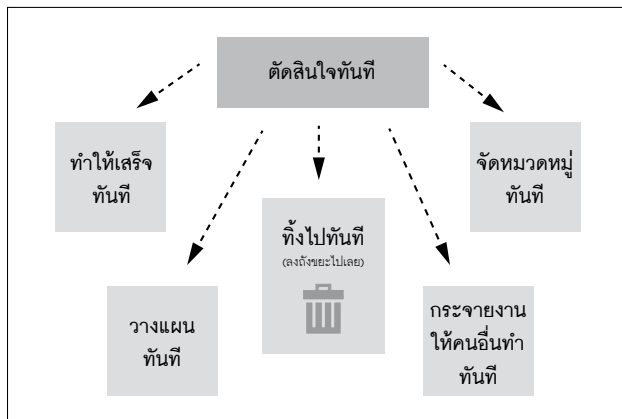 ตัดสินใจทันที
ทำให้เสร็จ
ทันที
จัดหมวดหมู่
ทันที
วางแผน
ทันที
ทิ้งไปทันที
(ลงถังขยะไปเลย)
กระจายงาน
ให้คนอื่นทำ
ทันที